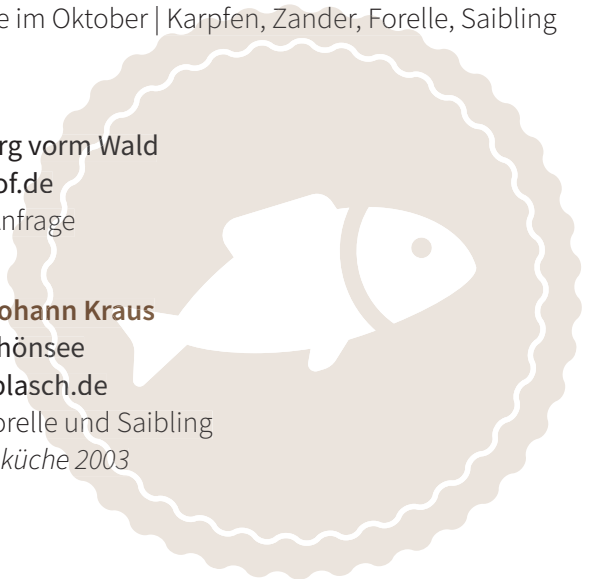 e im Oktober | Karpfen, Zander, Forelle, Saibling
rg vorm Wald
of.de
nfrage
ohann Kraus
hönsee
olasch.de
orelle und Saibling
küche 2003